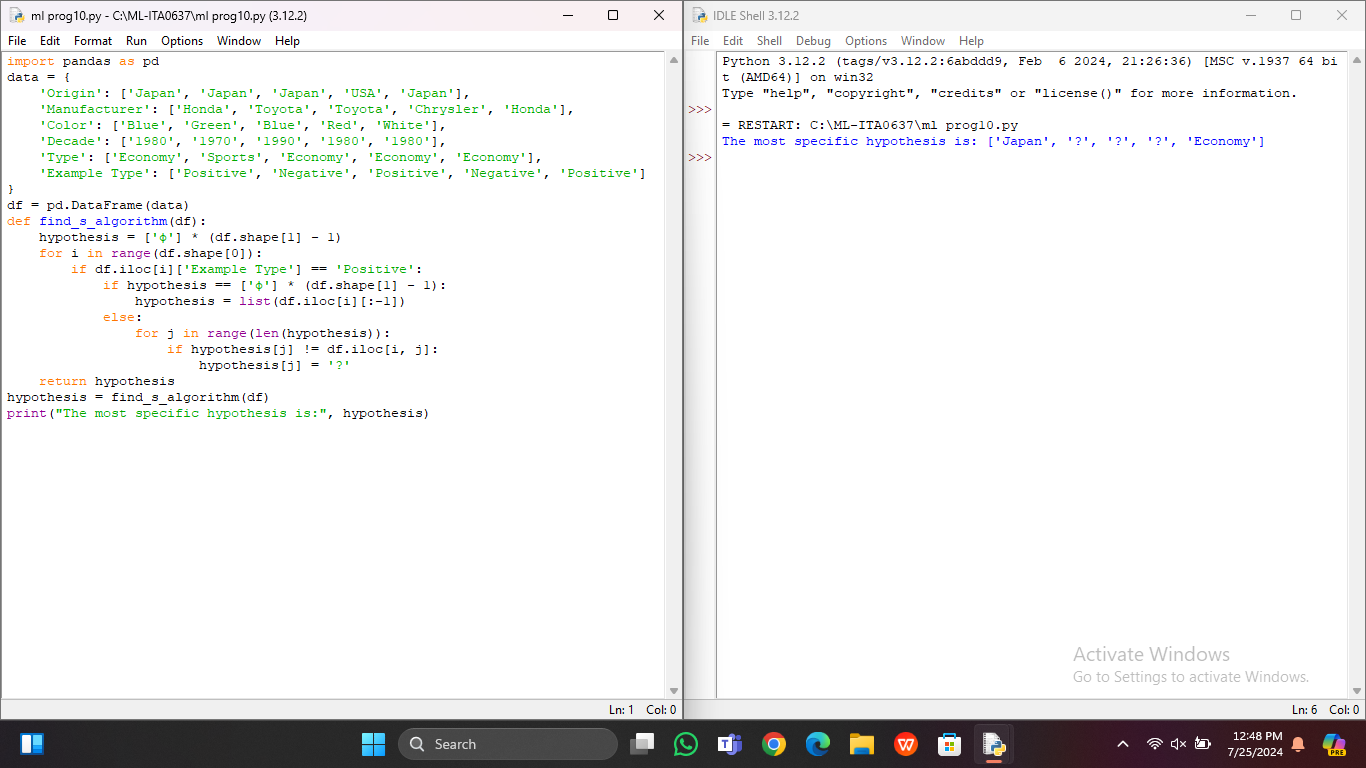 ml prog10.py - C:\ML-ITA0637\ml prog10.py (3.12.2)
File Edit Format Run Options Window Help
import pandas as pd
data = {
    'Origin': ['Japan', 'Japan', 'Japan', 'USA', 'Japan'],
    'Manufacturer': ['Honda', 'Toyota', 'Toyota', 'Chrysler', 'Honda'],
    'Color': ['Blue', 'Green', 'Blue', 'Red', 'White'],
    'Decade': ['1980', '1970', '1990', '1980', '1980'],
    'Type': ['Economy', 'Sports', 'Economy', 'Economy', 'Economy'],
    'Example Type': ['Positive', 'Negative', 'Positive', 'Negative', 'Positive']
}
df = pd.DataFrame(data)
def find_s_algorithm(df):
    hypothesis = ['ϕ'] * (df.shape[1] - 1)
    for i in range(df.shape[0]):
        if df.iloc[i]['Example Type'] == 'Positive':
            if hypothesis == ['ϕ'] * (df.shape[1] - 1):
                hypothesis = list(df.iloc[i][:-1])
            else:
                for j in range(len(hypothesis)):
                    if hypothesis[j] != df.iloc[i, j]:
                        hypothesis[j] = '?'
    return hypothesis
hypothesis = find_s_algorithm(df)
print("The most specific hypothesis is:", hypothesis)
Ln: 1 Col: 0
IDLE Shell 3.12.2
File Edit Shell Debug Options Window Help
Python 3.12.2 (tags/v3.12.2:6abddd9, Feb  6 2024, 21:26:36) [MSC v.1937 64 bi
t (AMD64)] on win32
Type "help", "copyright", "credits" or "license()" for more information.
>>>
= RESTART: C:\ML-ITA0637\ml prog10.py
The most specific hypothesis is: ['Japan', '?', '?', '?', 'Economy']
>>>
Activate Windows
Go to Settings to activate Windows.
Ln: 6 Col: 0
Search
12:48 PM
7/25/2024
PRE